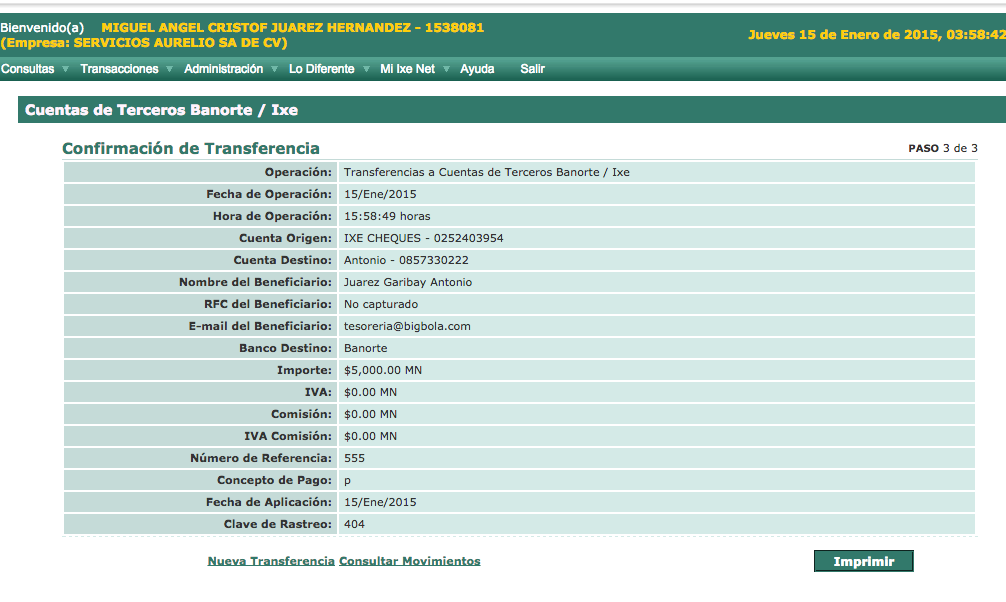 Bienvenido(a) MIGUEL ANGEL CRISTOF JUAREZ HERNANDEZ - 1538081
(Empresa: SERVICIOS AURELIO SA DE CV)
Jueves 15 de Enero de 2015, 03:58:42
Consultas Transacciones Administración Lo Diferente Mi Ixe Net Ayuda Salir
Cuentas de Terceros Banorte / Ixe
Confirmación de Transferencia PASO 3 de 3
Operación: Transferencias a Cuentas de Terceros Banorte / Ixe
Fecha de Operación: 15/Ene/2015
Hora de Operación: 15:58:49 horas
Cuenta Origen: IXE CHEQUES - 0252403954
Cuenta Destino: Antonio - 0857330222
Nombre del Beneficiario: Juarez Garibay Antonio
RFC del Beneficiario: No capturado
E-mail del Beneficiario: tesoreria@bigbola.com
Banco Destino: Banorte
Importe: $5,000.00 MN
IVA: $0.00 MN
Comisión: $0.00 MN
IVA Comisión: $0.00 MN
Número de Referencia: 555
Concepto de Pago: p
Fecha de Aplicación: 15/Ene/2015
Clave de Rastreo: 404
Nueva Transferencia Consultar Movimientos Imprimir